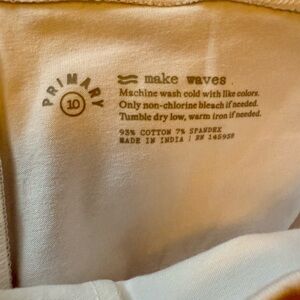 PRIMARY
10
make waves
Machine wash cold with like colors.
Only non-chlorine bleach if needed.
Tumble dry low, warm iron if needed.
93% COTTON 7% SPANDEX
MADE IN INDIA | RN 145938